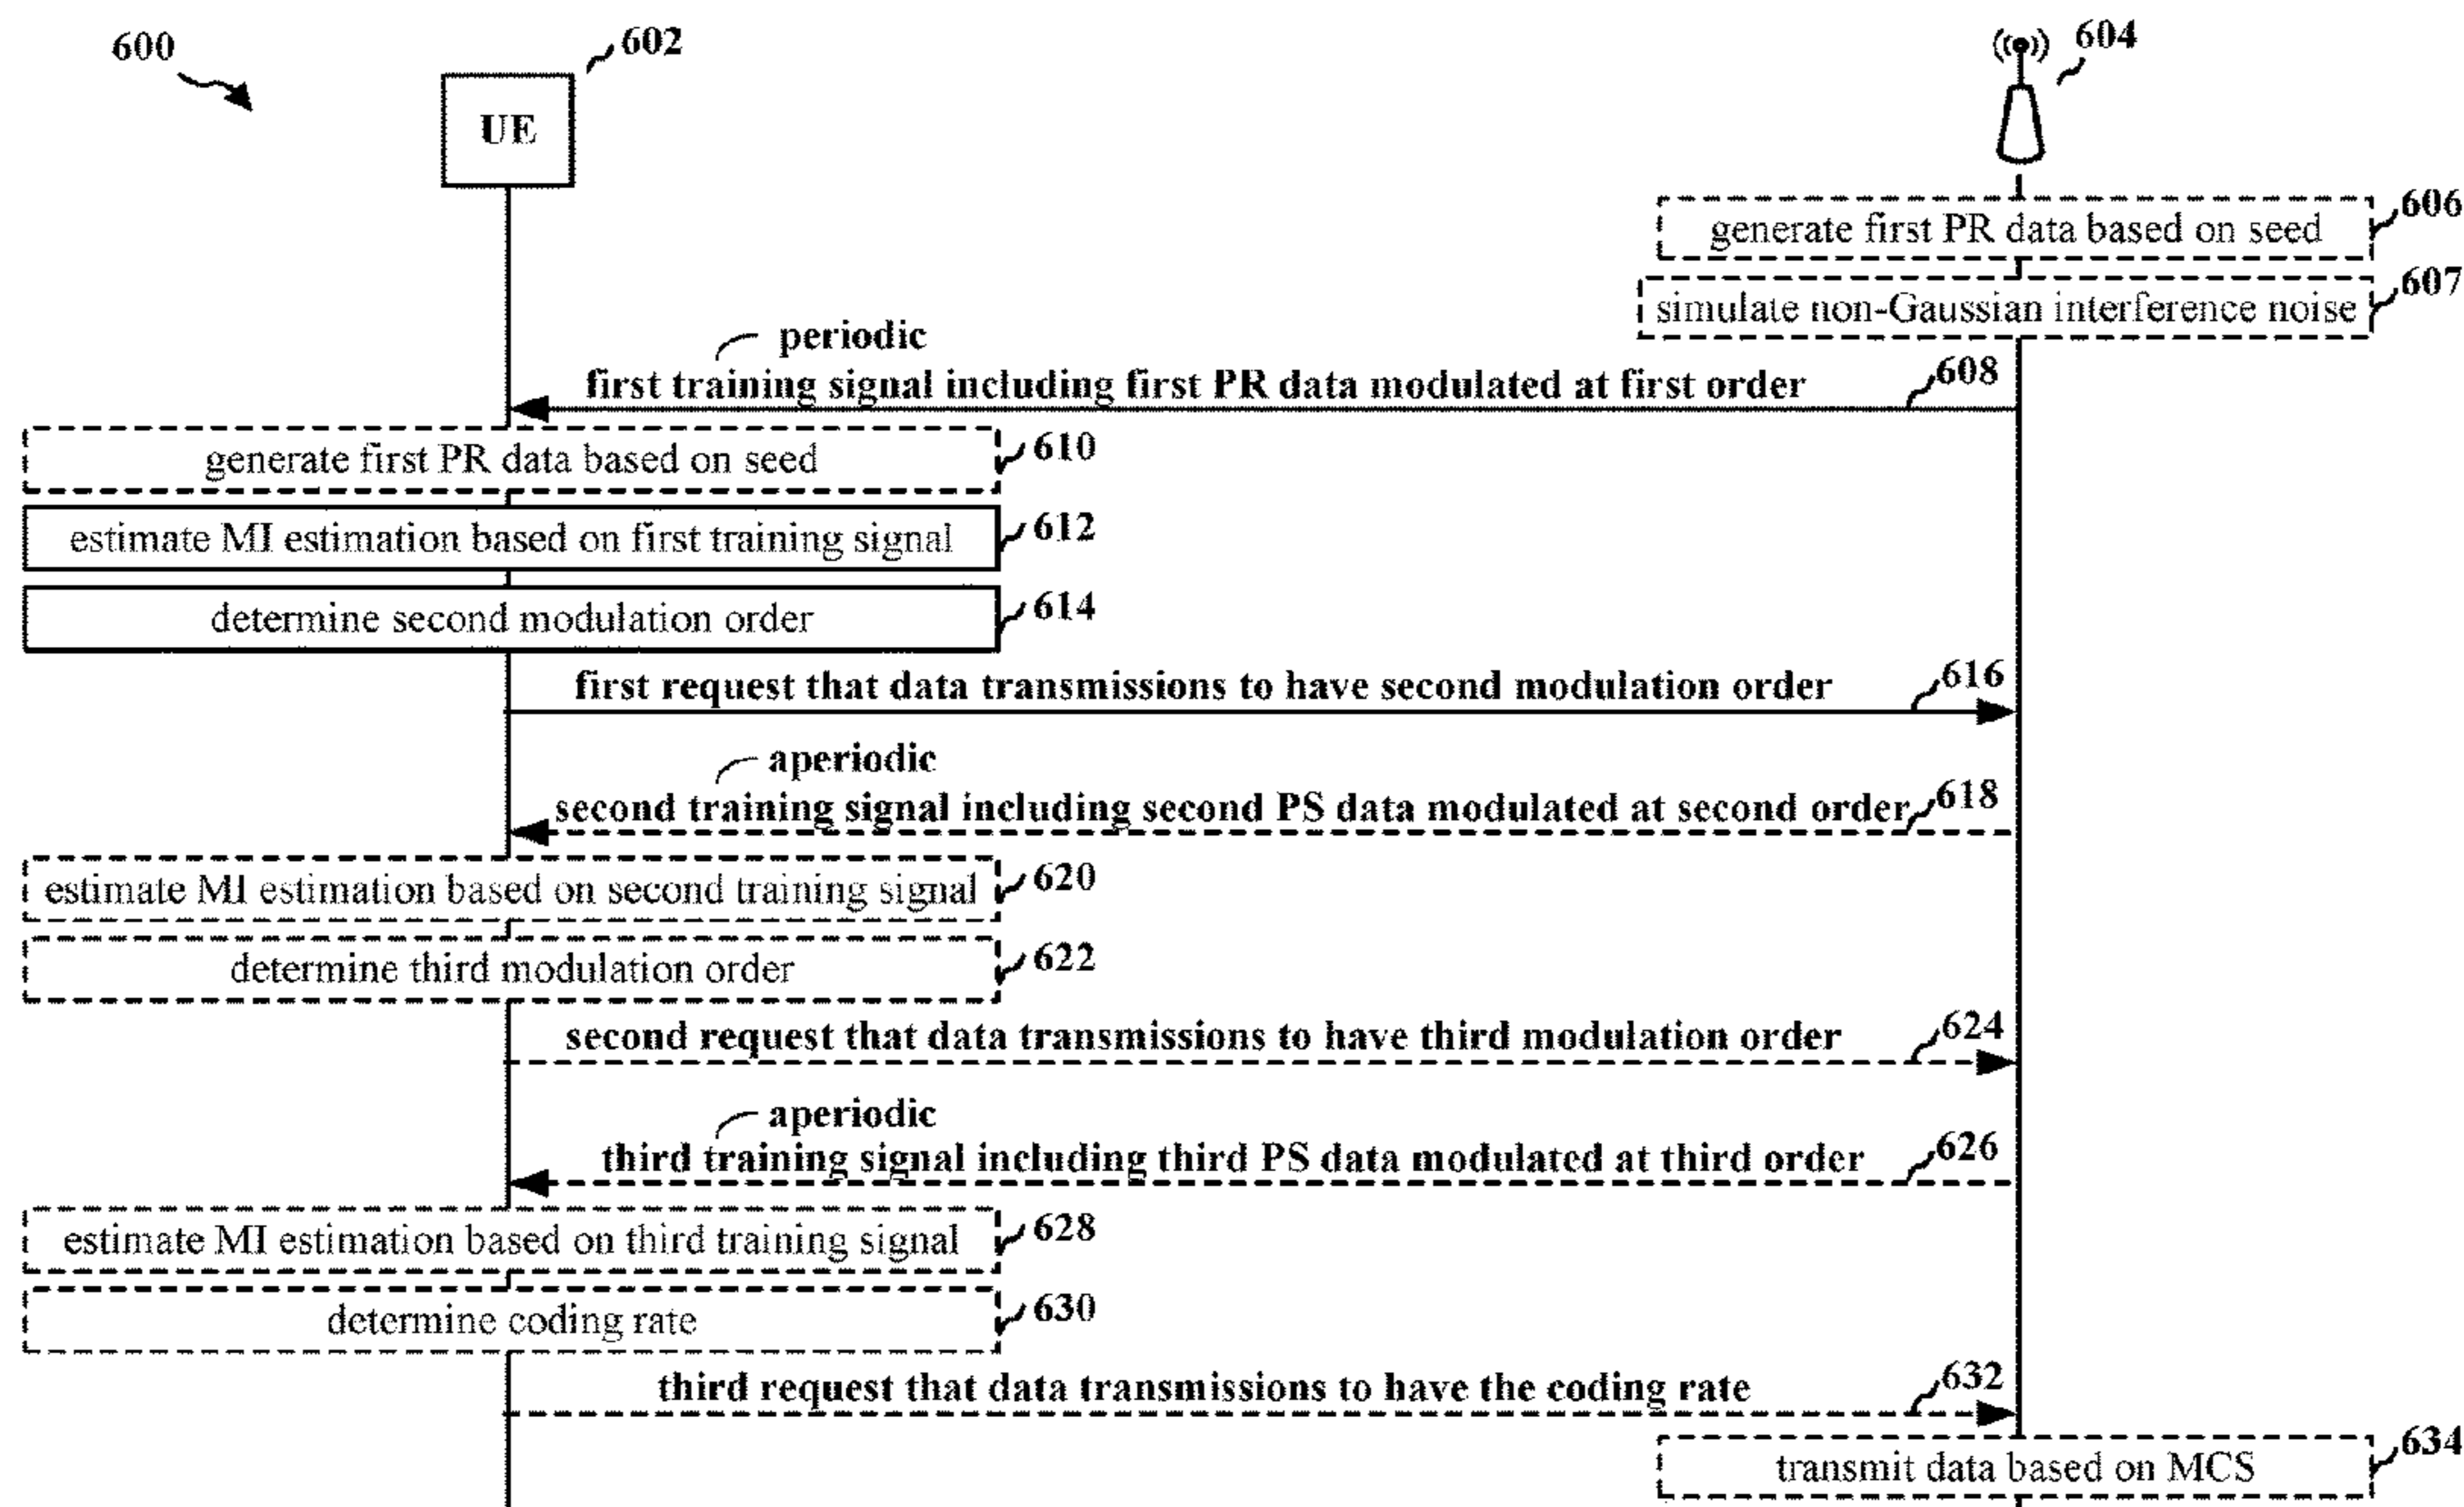 600
602
604
UE
generate first PR data based on seed
606
simulate non-Gaussian interference noise
607
periodic
first training signal including first PR data modulated at first order
608
generate first PR data based on seed
610
estimate MI estimation based on first training signal
612
determine second modulation order
614
first request that data transmissions to have second modulation order
616
aperiodic
second training signal including second PS data modulated at second order
618
estimate MI estimation based on second training signal
620
determine third modulation order
622
second request that data transmissions to have third modulation order
624
aperiodic
third training signal including third PS data modulated at third order
626
estimate MI estimation based on third training signal
628
determine coding rate
630
third request that data transmissions to have the coding rate
632
transmit data based on MCS
634